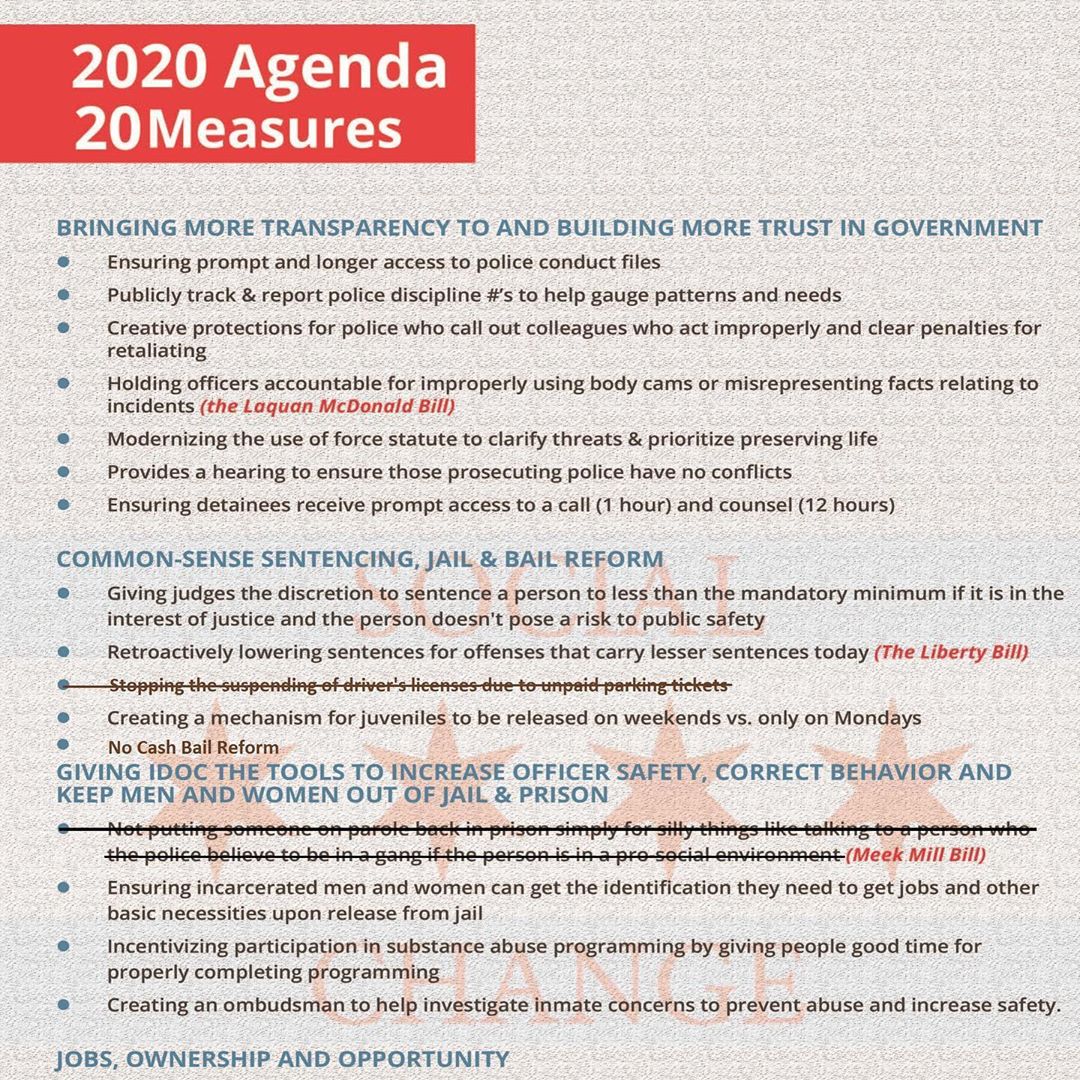 2020 Agenda
20 Measures
BRINGING MORE TRANSPARENCY TO AND BUILDING MORE TRUST IN GOVERNMENT
● Ensuring prompt and longer access to police conduct files
● Publicly track & report police discipline #'s to help gauge patterns and needs
● Creative protections for police who call out colleagues who act improperly and clear penalties for
retaliating
● Holding officers accountable for improperly using body cams or misrepresenting facts relating to
incidents (the Laquan McDonald Bill)
● Modernizing the use of force statute to clarify threats & prioritize preserving life
● Provides a hearing to ensure those prosecuting police have no conflicts
● Ensuring detainees receive prompt access to a call (1 hour) and counsel (12 hours)
COMMON-SENSE SENTENCING, JAIL & BAIL REFORM
● Giving judges the discretion to sentence a person to less than the mandatory minimum if it is in the
interest of justice and the person doesn't pose a risk to public safety
● Retroactively lowering sentences for offenses that carry lesser sentences today (The Liberty Bill)
● Stopping the suspending of driver's licenses due to unpaid parking tickets
● Creating a mechanism for juveniles to be released on weekends vs. only on Mondays
● No Cash Bail Reform
GIVING IDOC THE TOOLS TO INCREASE OFFICER SAFETY, CORRECT BEHAVIOR AND
KEEP MEN AND WOMEN OUT OF JAIL & PRISON
● Not putting someone on parole back in prison simply for silly things like talking to a person who
the police believe to be in a gang if the person is in a pro-social environment (Meek Mill Bill)
● Ensuring incarcerated men and women can get the identification they need to get jobs and other
basic necessities upon release from jail
● Incentivizing participation in substance abuse programming by giving people good time for
properly completing programming
● Creating an ombudsman to help investigate inmate concerns to prevent abuse and increase safety.
JOBS, OWNERSHIP AND OPPORTUNITY
SOCIAL
CHANGE